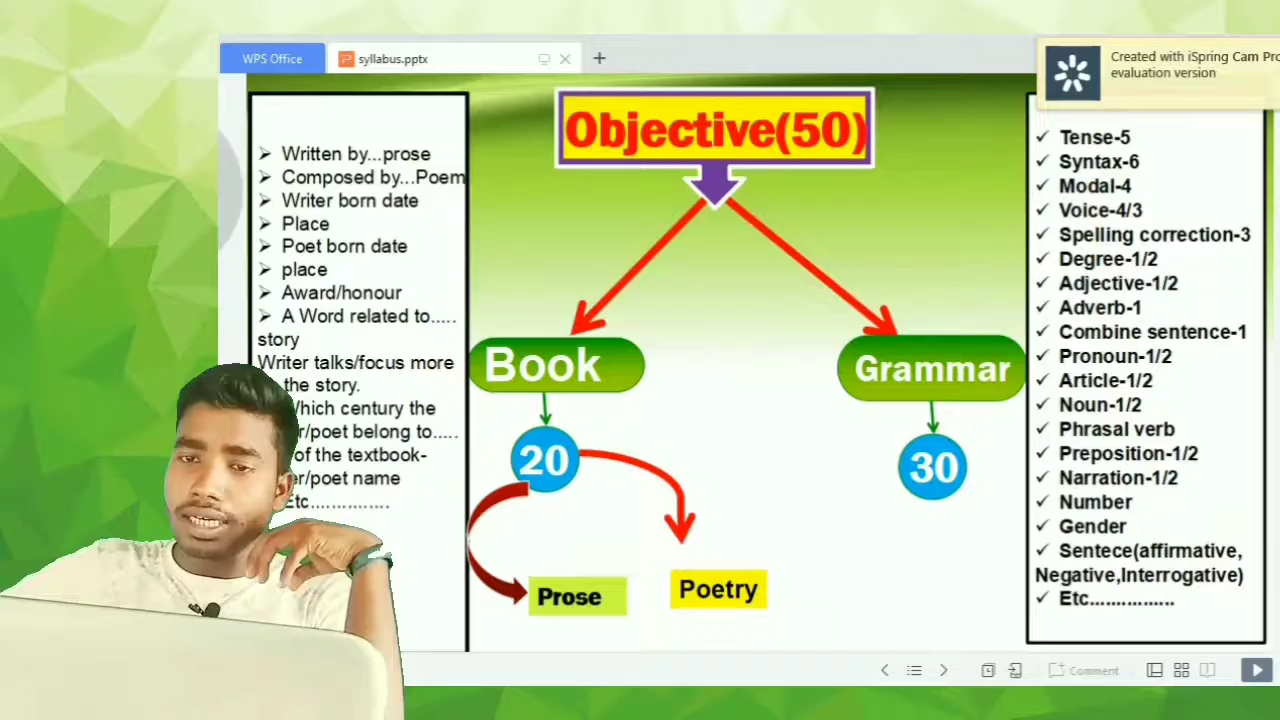 WPS Office
syllabus.pptx
Created with iSpring Cam Pro
evaluation version
Objective(50)
Written by...prose
Composed by...Poem
Writer born date
Place
Poet born date
place
Award/honour
A Word related to.....
story
Writer talks/focus more
the story.
hich century the
r/poet belong to.....
of the textbook-
er/poet name
Etc..............
Book
20
Prose
Poetry
Grammar
30
Tense-5
Syntax-6
Modal-4
Voice-4/3
Spelling correction-3
Degree-1/2
Adjective-1/2
Adverb-1
Combine sentence-1
Pronoun-1/2
Article-1/2
Noun-1/2
Phrasal verb
Preposition-1/2
Narration-1/2
Number
Gender
Sentece(affirmative,
Negative,Interrogative)
Etc...............
Comment